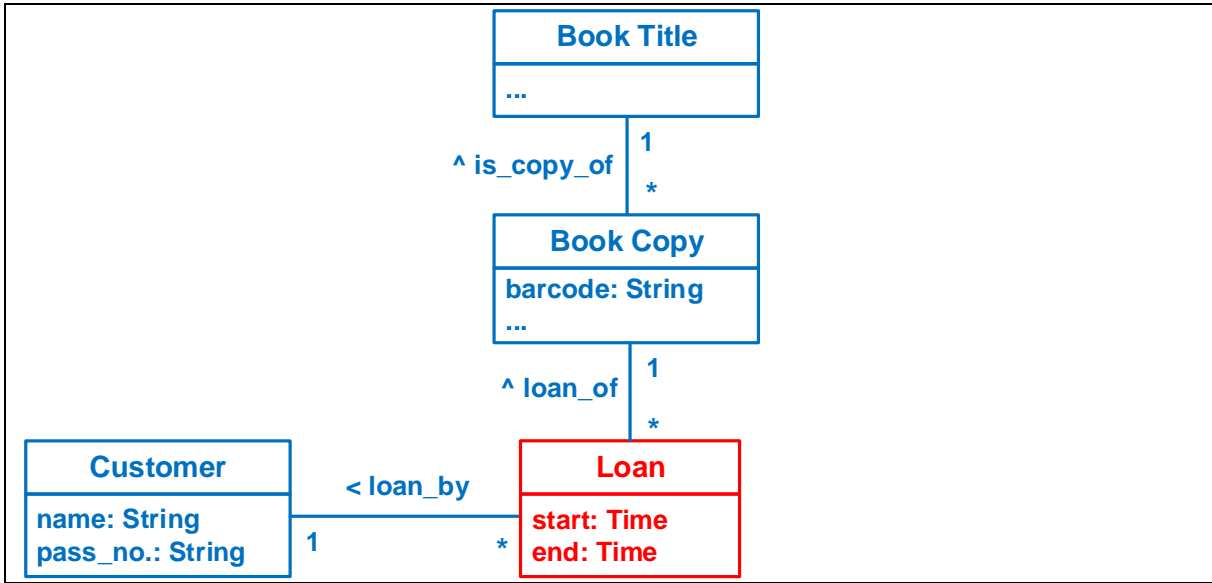 Book Title
...
1
^ is_copy_of
*
Book Copy
barcode: String
...
1
^ loan_of
*
Customer
name: String
pass_no.: String
< loan_by
1
*
Loan
start: Time
end: Time